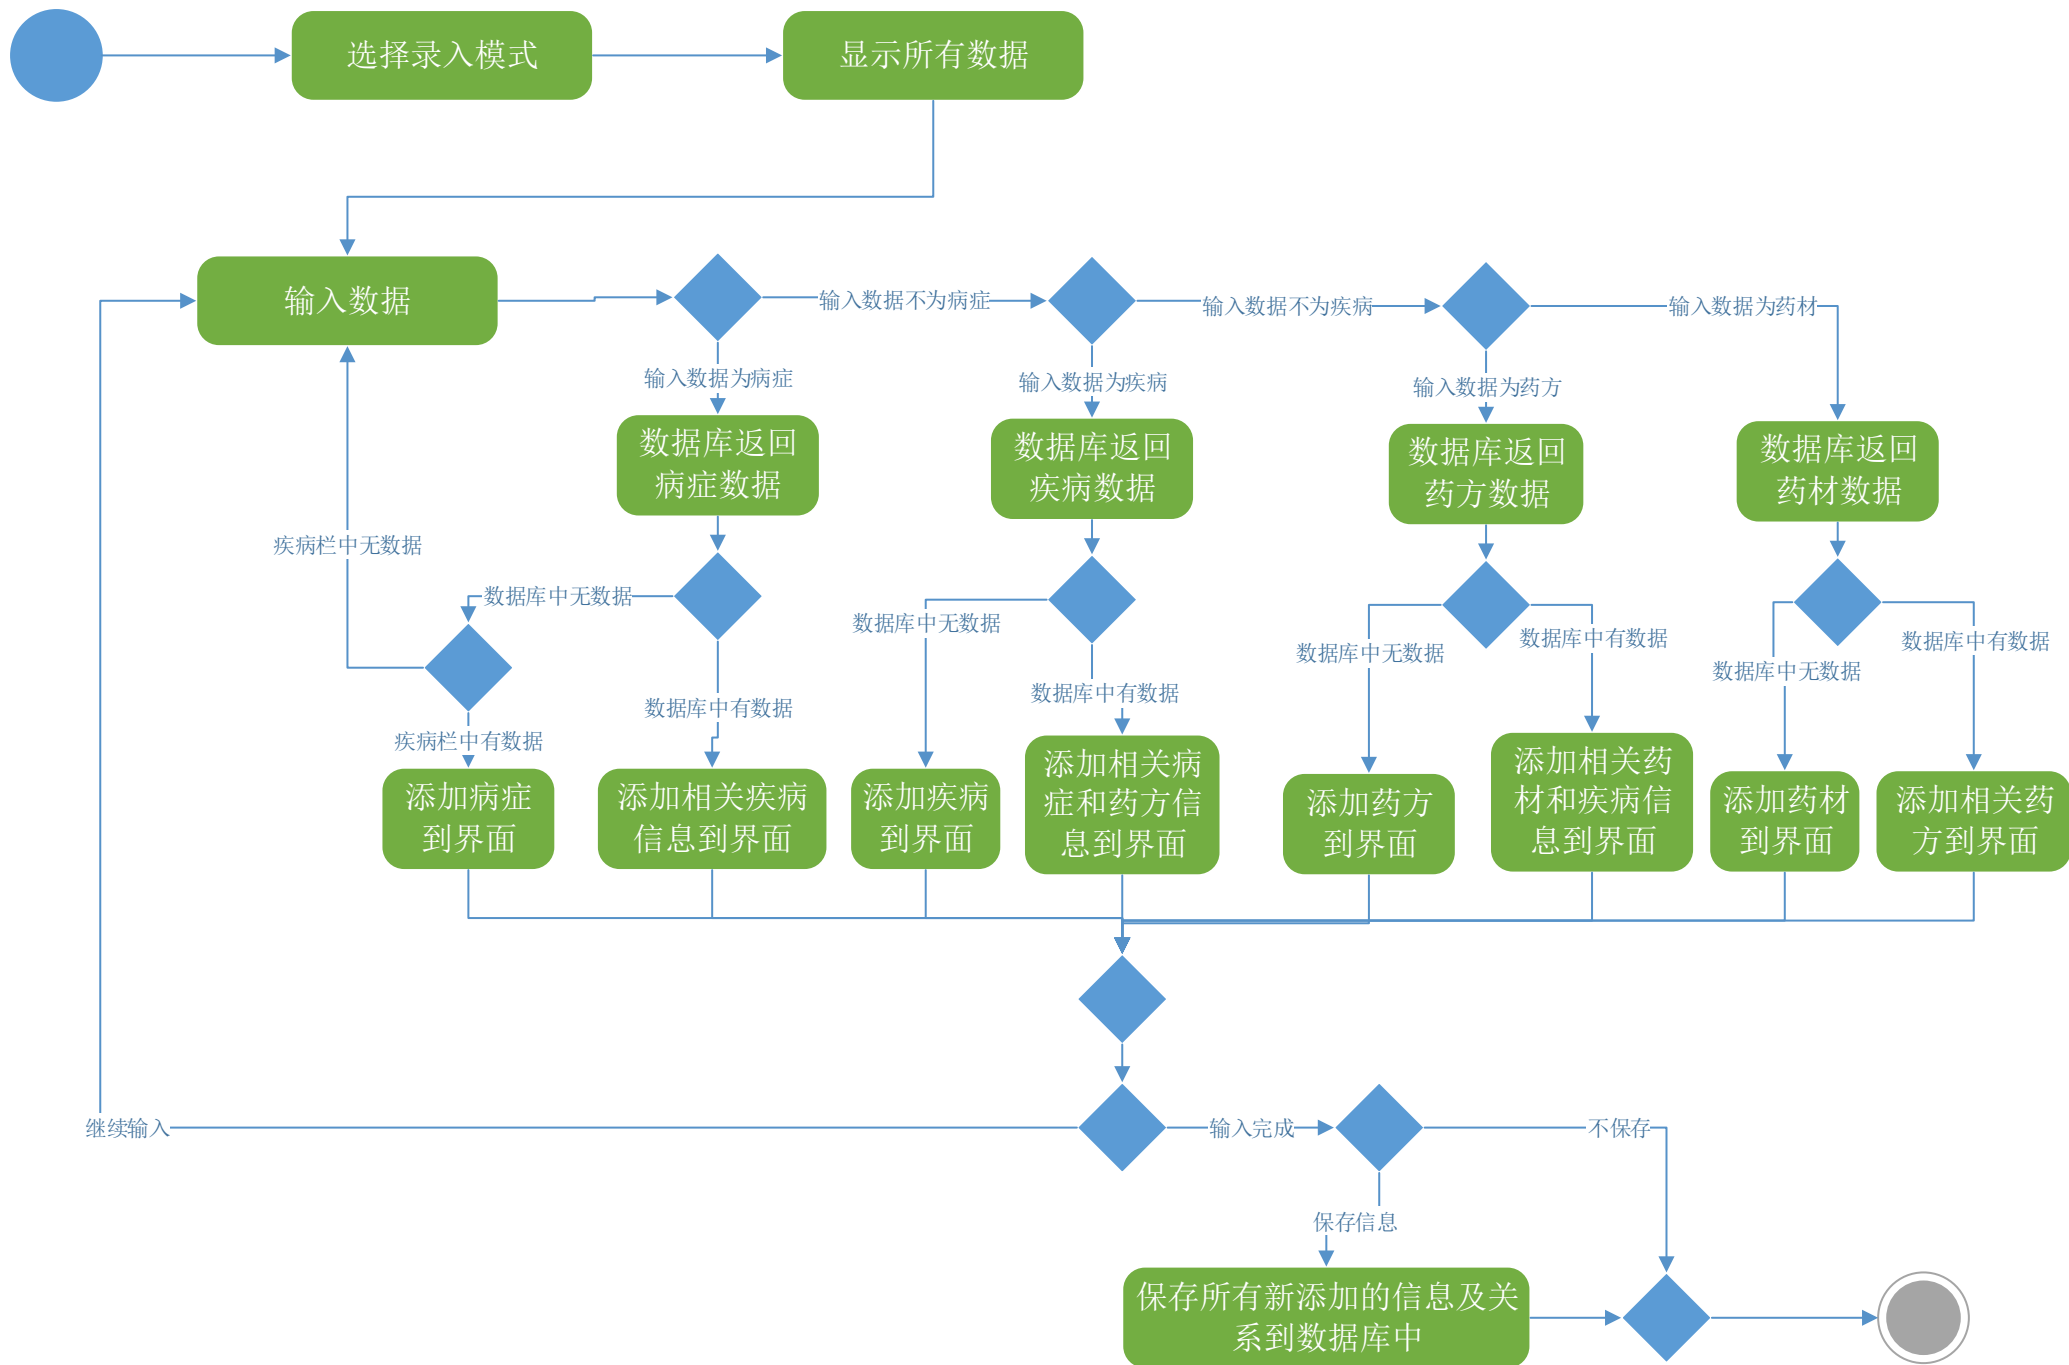 选择录入模式
显示所有数据
输入数据
输入数据不为病症
输入数据不为疾病
输入数据为药材
输入数据为病症
输入数据为疾病
输入数据为药方
数据库返回
病症数据
数据库返回
疾病数据
数据库返回
药方数据
数据库返回
药材数据
疾病栏中无数据
数据库中无数据
数据库中无数据
数据库中无数据
数据库中有数据
数据库中无数据
数据库中有数据
疾病栏中有数据
数据库中有数据
数据库中有数据
添加病症
到界面
添加相关疾病
信息到界面
添加疾病
到界面
添加相关病
症和药方信
息到界面
添加药方
到界面
添加相关药
材和疾病信
息到界面
添加药材
到界面
添加相关药
方到界面
继续输入
输入完成
不保存
保存信息
保存所有新添加的信息及关
系到数据库中